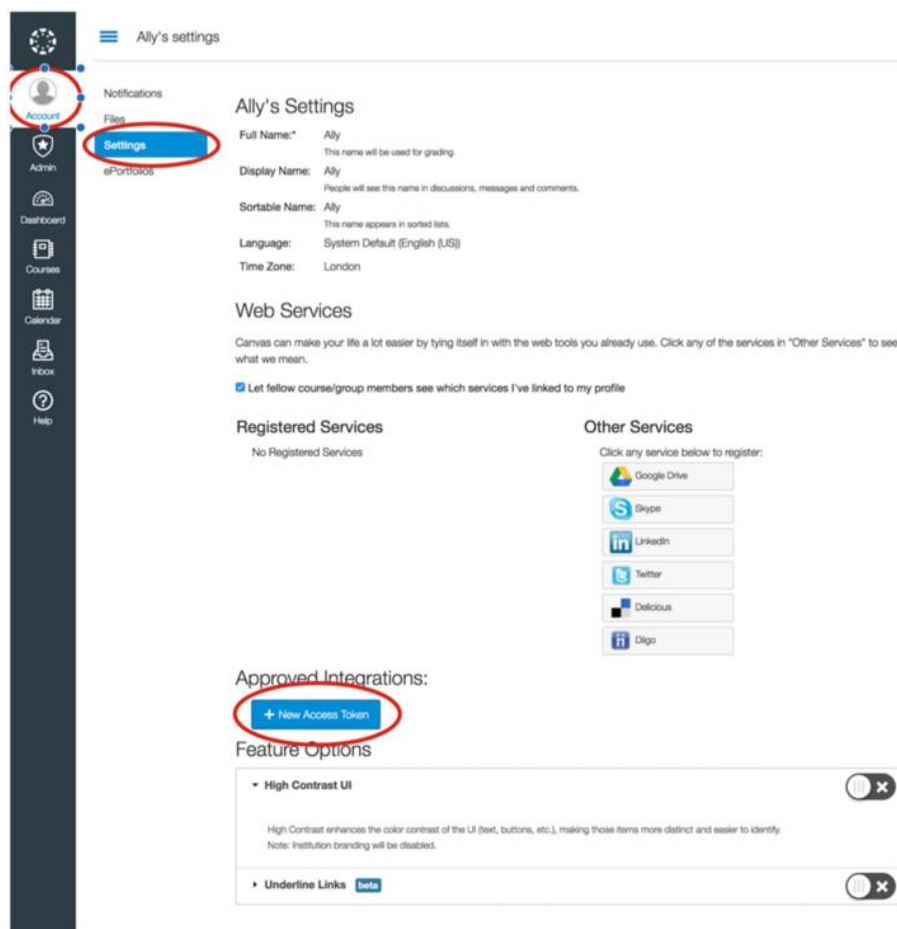 Ally's settings
Account
Admin
Dashboard
Courses
Calendar
Inbox
Help
Notifications
Files
Settings
ePortfolios
Ally's Settings
Full Name:* Ally
This name will be used for grading.
Display Name: Ally
People will see this name in discussions, messages and comments.
Sortable Name: Ally
This name appears in sorted lists.
Language: System Default (English (US))
Time Zone: London
Web Services
Canvas can make your life a lot easier by tying itself in with the web tools you already use. Click any of the services in "Other Services" to see
what we mean.
Let fellow course/group members see which services I've linked to my profile
Registered Services
No Registered Services
Other Services
Click any service below to register:
Google Drive
Skype
LinkedIn
Twitter
Delicious
Diigo
Approved Integrations:
+ New Access Token
Feature Options
High Contrast UI
High Contrast enhances the color contrast of the UI (text, buttons, etc.), making those items more distinct and easier to identify.
Note: Institution branding will be disabled.
Underline Links beta